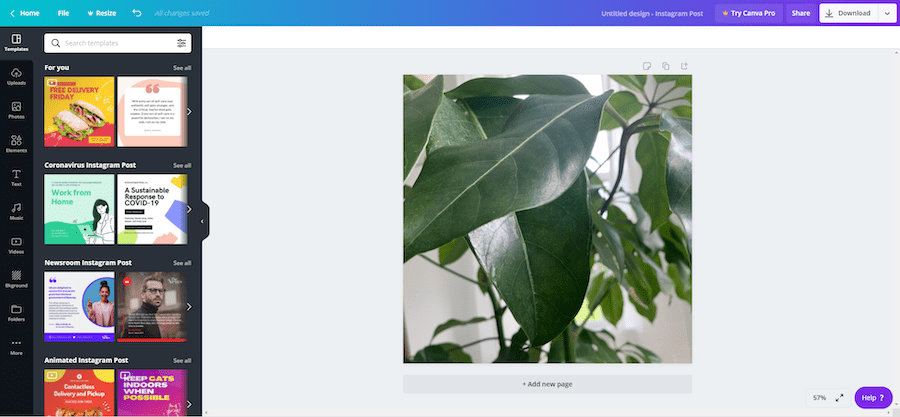 Home File Resize All changes saved Untitled design - Instagram Post Try Canva Pro Share Download
Templates
Uploads
Photos
Elements
Text
Music
Videos
Bkground
Folders
More
Search templates
For you See all
FREE DELIVERY
FRIDAY
Coronavirus Instagram Post See all
Work from
Home
A Sustainable
Response to
COVID-19
Newsroom Instagram Post See all
Animated Instagram Post See all
Contactless
Delivery and Pickup
KEEP CATS
INDOORS
WHEN
POSSIBLE
+ Add new page
57%
Help ?